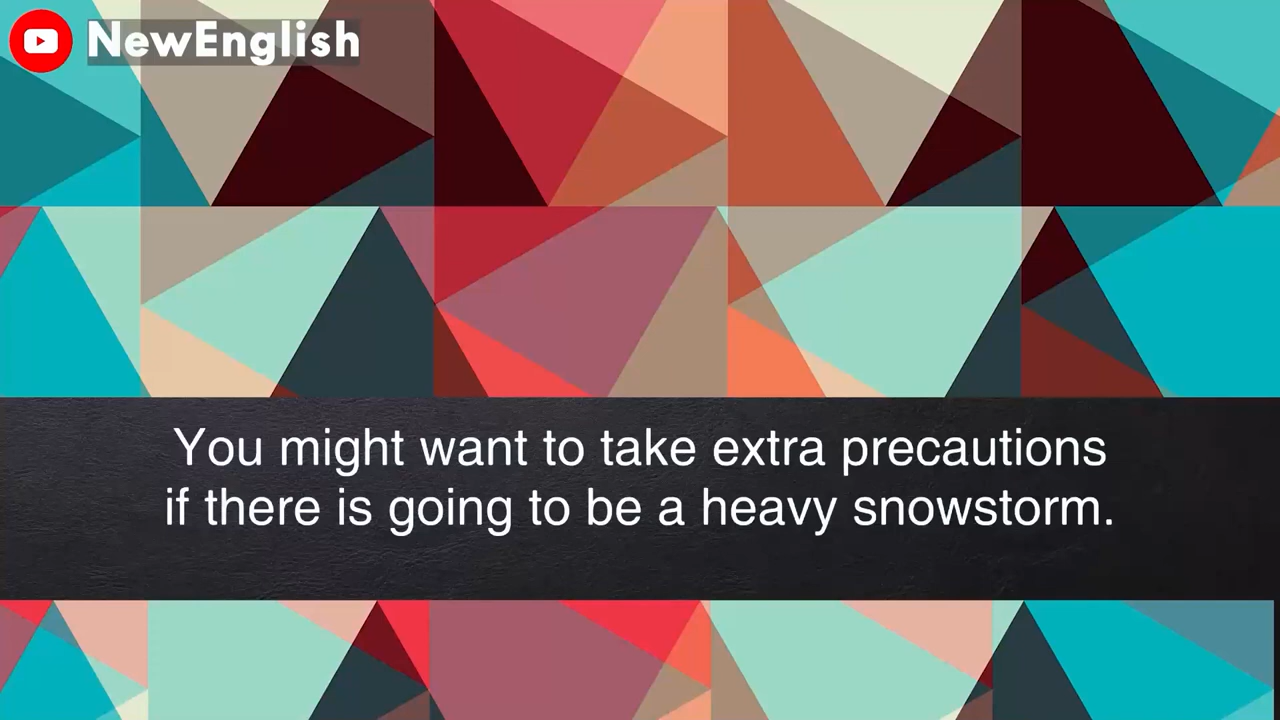 NewEnglish
You might want to take extra precautions
if there is going to be a heavy snowstorm.